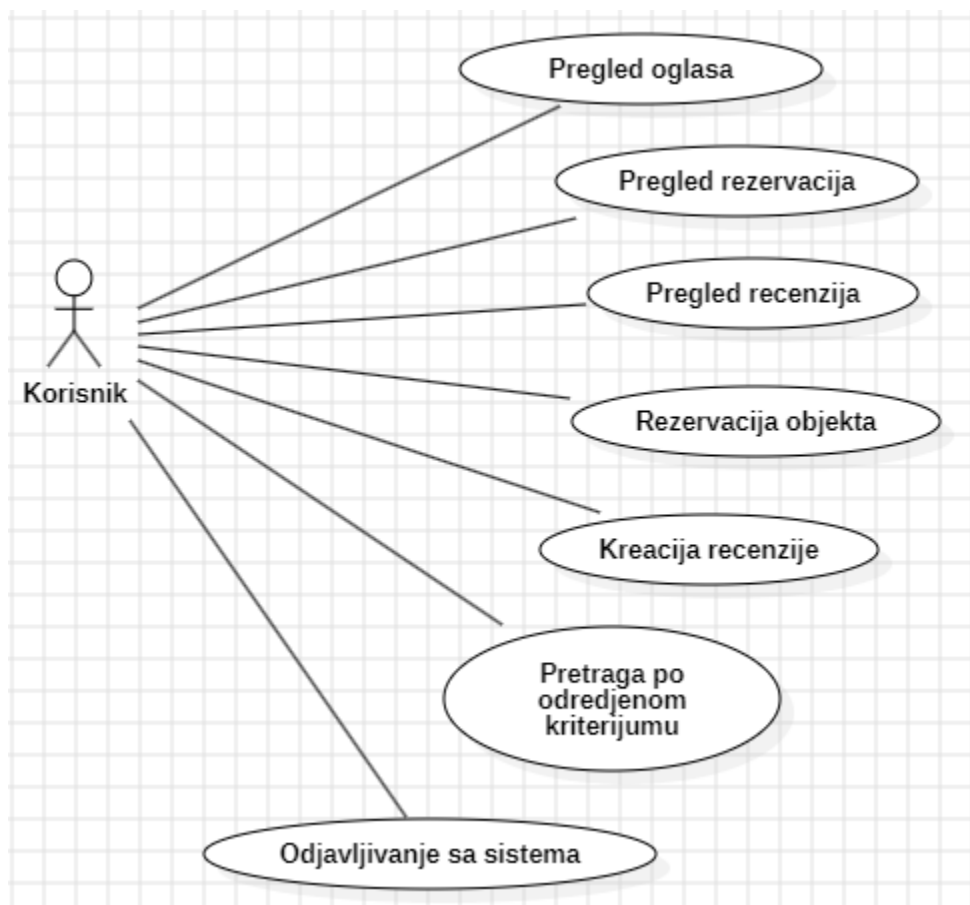 Pregled oglasa
Pregled rezervacija
Pregled recenzija
Korisnik
Rezervacija objekta
Kreacija recenzije
Pretraga po
odredjenom
kriterijumu
Odjavljivanje sa sistema